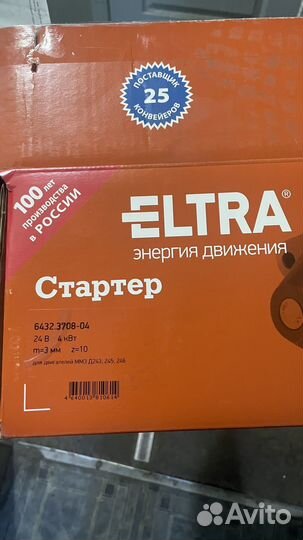 ПОСТАВЩИК
25
КОНВЕЙЕРОВ
100 лет
производства
в РОССИИ
ELTRA®
энергия движения
Стартер
6432.3708-04
24 В 4 кВт
m=3 мм z=10
для двигателей ММЗ Д243, 245, 246
Avito